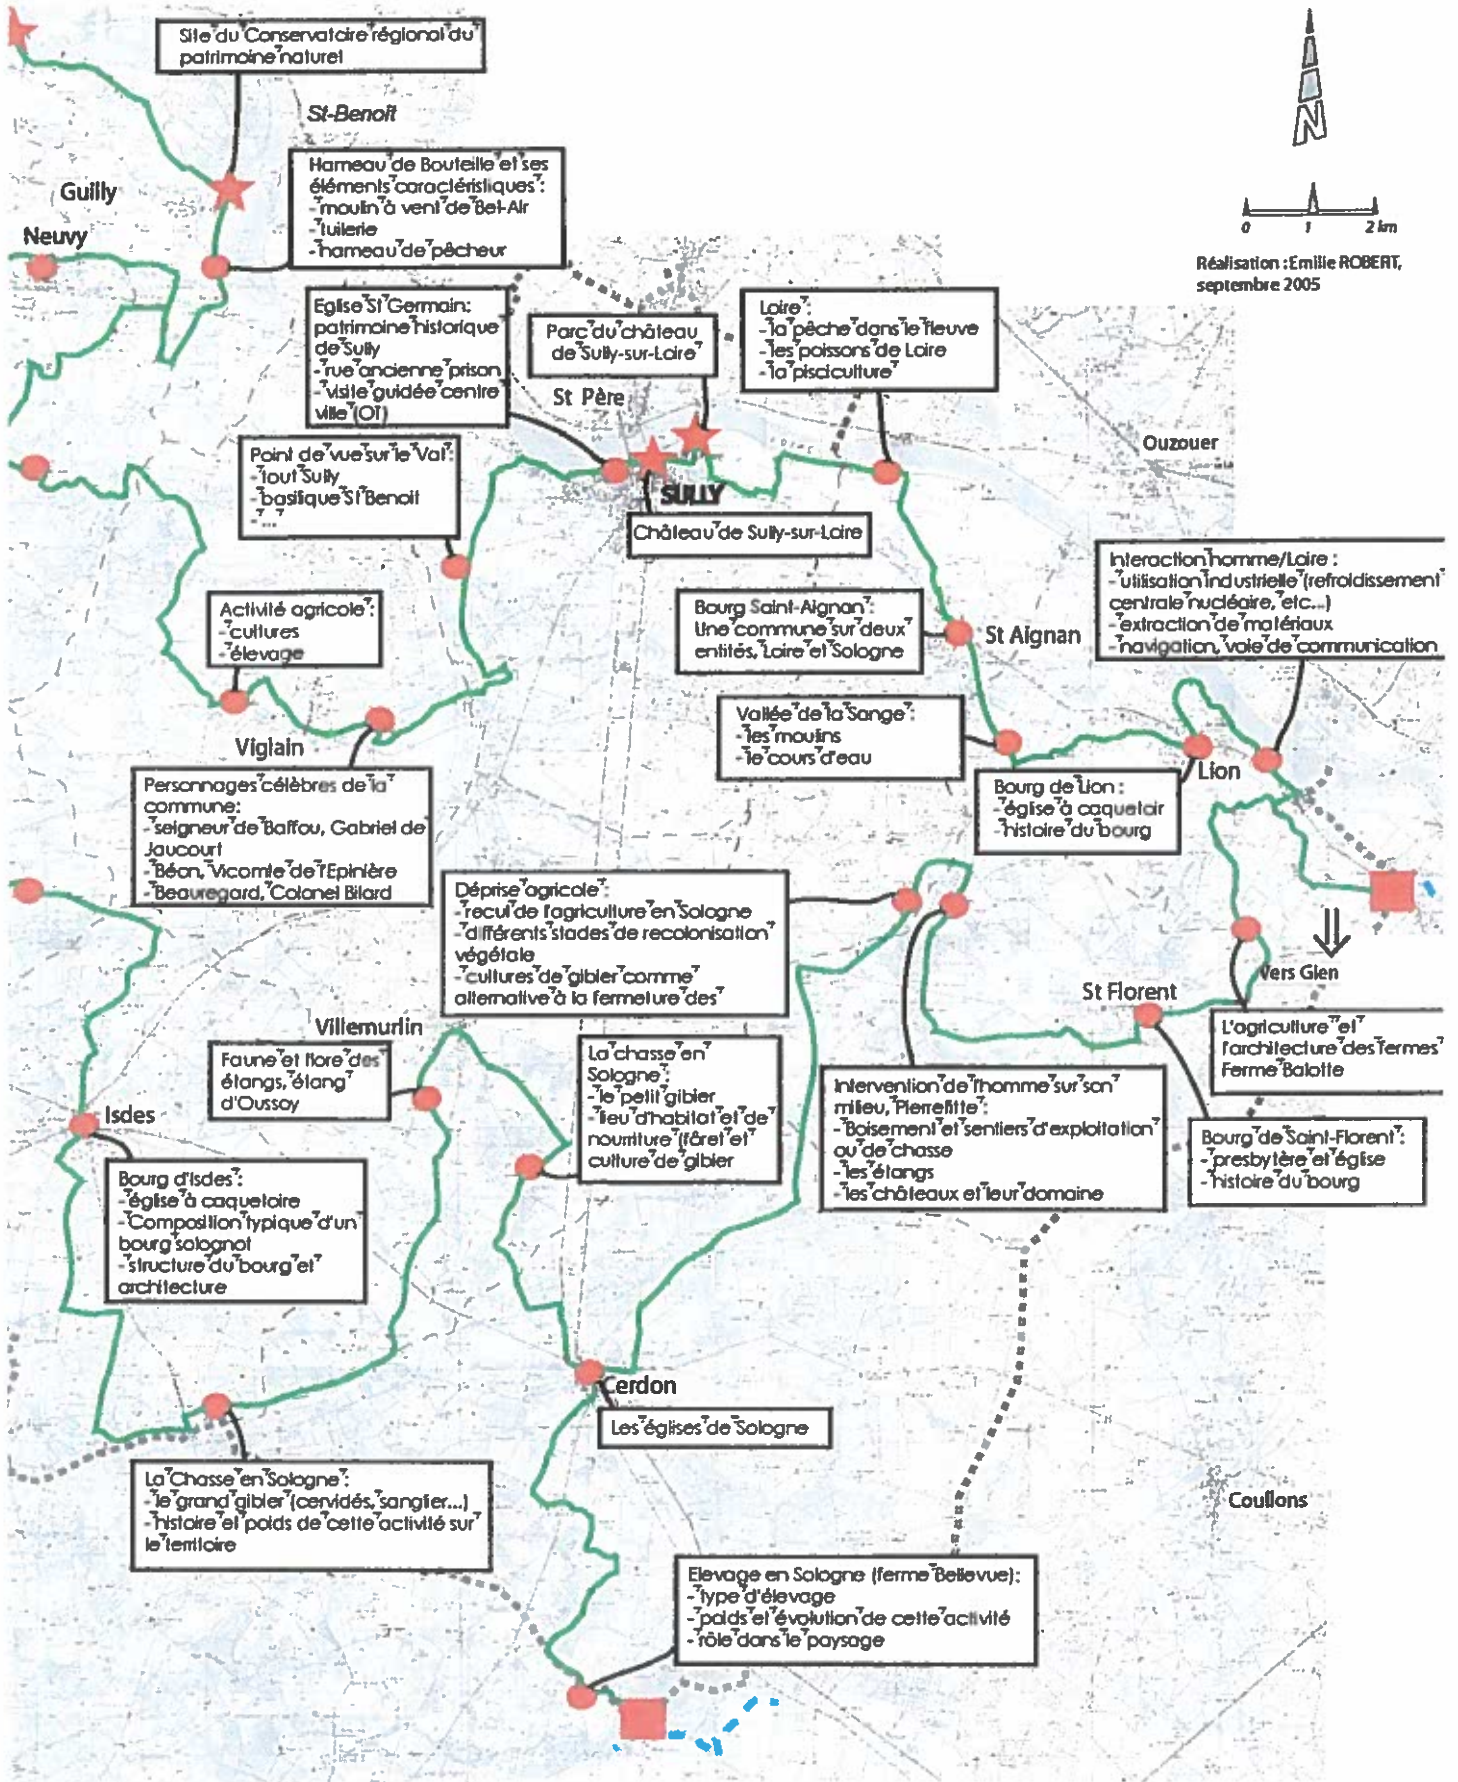 Site du Conservatoire régional du
patrimoine naturel
St-Benoît
Hameau de Bouteille et ses
éléments caractéristiques :
- moulin à vent de Bel-Air
- tuilerie
- hameau de pêcheur
Guilly
Neuvy
N
0 1 2 km
Réalisation : Emilie ROBERT,
septembre 2005
Eglise St Germain:
patrimoine historique
de Sully
- rue ancienne prison
- visite guidée centre
ville (OT)
Parc du château
de Sully-sur-Loire
Loire :
- la pêche dans le fleuve
- les poissons de Loire
- la pisciculture
St Père
Ouzouer
Point de vue sur le Val :
- tout Sully
- basilique St Benoit
- ...
SULLY
Château de Sully-sur-Loire
Interaction homme/Loire :
- utilisation industrielle (refroidissement
centrale nucléaire, etc...)
- extraction de matériaux
- navigation, voie de communication
Activité agricole :
- cultures
- élevage
Bourg Saint-Aignan :
Une commune sur deux
entités, Loire et Sologne
St Aignan
Vallée de la Sange :
- les moulins
- le cours d'eau
Viglain
Lion
Personnages célèbres de la
commune:
- seigneur de Baffou, Gabriel de
Jaucourt
- Béon, Vicomte de l'Epinière
- Beauregard, Colonel Bilard
Bourg de Lion :
- église à caquetoir
- histoire du bourg
Déprise agricole :
- recul de l'agriculture en Sologne
- différents stades de recolonisation
végétale
- cultures de gibier comme
alternative à la fermeture des
Vers Gien
St Florent
Villemurlin
L'agriculture et
l'architecture des fermes
Ferme Balotte
Faune et flore des
étangs, étang
d'Oussoy
La chasse en
Sologne :
- le petit gibier
- lieu d'habitat et de
nourriture (fôret et
culture de gibier
Intervention de l'homme sur son
milieu, Pierrefitte :
- Boisement et sentiers d'exploitation
ou de chasse
- les étangs
- les châteaux et leur domaine
Isdes
Bourg de Saint-Florent :
- presbytère et église
- histoire du bourg
Bourg d'Isdes :
- église à caquetoire
- Composition typique d'un
bourg solognot
- structure du bourg et
architecture
Cerdon
Les églises de Sologne
La Chasse en Sologne :
- le grand gibier (cervidés, sanglier...)
- histoire et poids de cette activité sur
le territoire
Coullons
Elevage en Sologne (ferme Bellevue) :
- type d'élevage
- poids et évolution de cette activité
- rôle dans le paysage